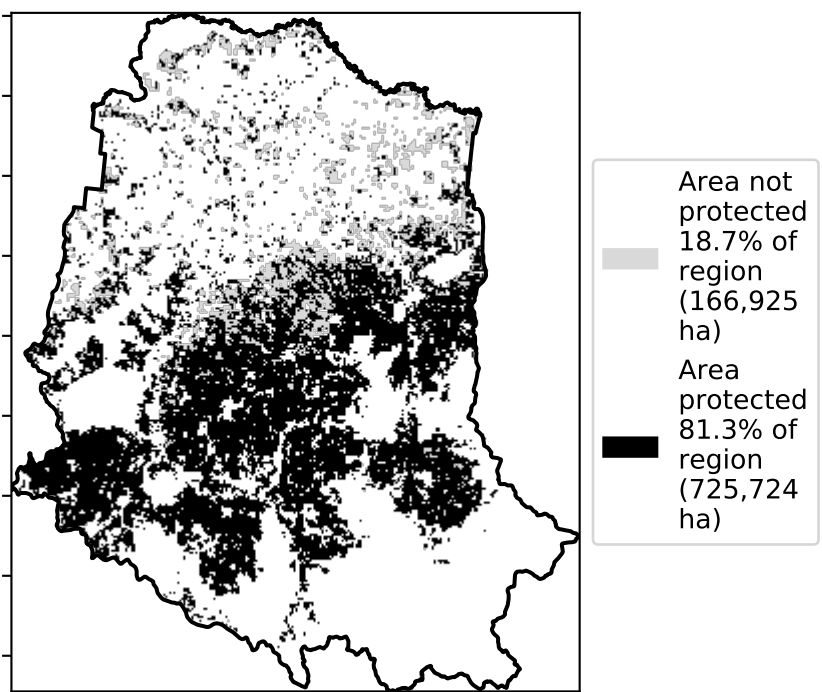 Area not
protected
18.7% of
region
(166,925
ha)
Area
protected
81.3% of
region
(725,724
ha)